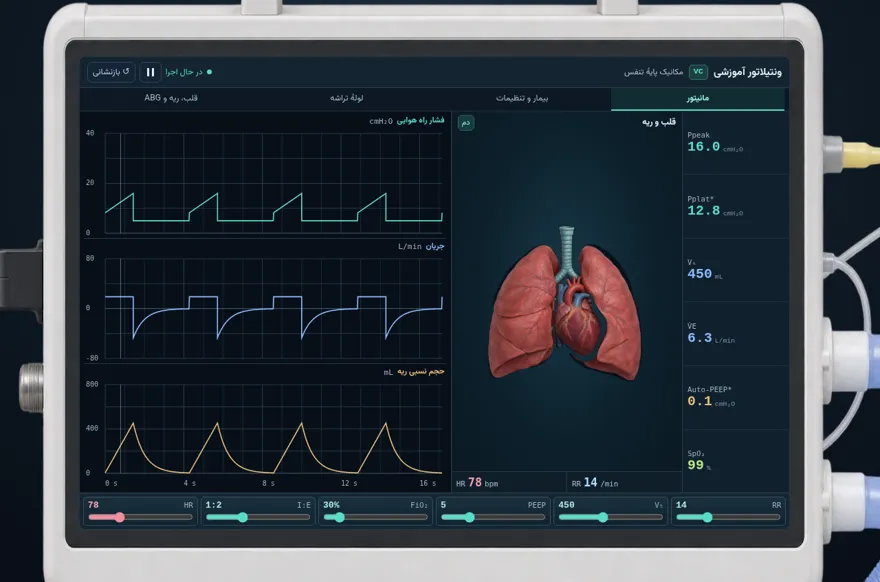 ونتیلاتور آموزشی VC مکانیک پایهٔ تنفس
در حال اجرا
بازنشانی ↺
مانیتور
بیمار و تنظیمات
لولهٔ تراشه
قلب، ریه و ABG
فشار راه هوایی cmH₂O
40
20
0
جریان L/min
80
0
-80
حجم نسبی ریه mL
800
400
0
0 s 4 s 8 s 12 s 16 s
قلب و ریه
دم
HR 78 bpm
RR 14 /min
Ppeak
16.0 cmH₂O
Pplat*
12.8 cmH₂O
Vₜ
450 mL
V̇E
6.3 L/min
Auto-PEEP*
0.1 cmH₂O
SpO₂
99 %
78 HR
1:2 I:E
30% FiO₂
5 PEEP
450 Vₜ
14 RR